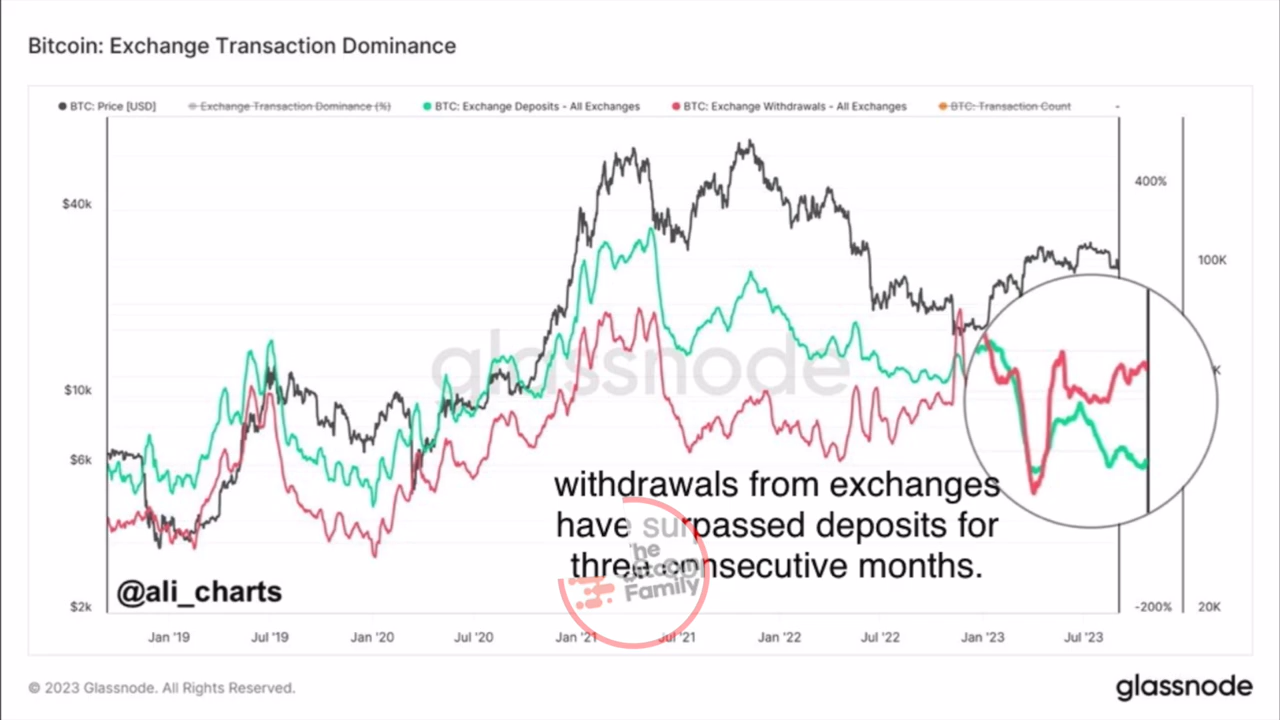 Bitcoin: Exchange Transaction Dominance
BTC: Price [USD] Exchange Transaction Dominance (%) BTC: Exchange Deposits - All Exchanges BTC: Exchange Withdrawals - All Exchanges BTC: Transaction Count -
400%
$40k
100K
glassnode
K
$10k
$6k
withdrawals from exchanges
have surpassed deposits for
three consecutive months.
The
Bitcoin
Family
@ali_charts
$2k
-200% 20K
Jan '19 Jul '19 Jan '20 Jul '20 Jan '21 Jul '21 Jan '22 Jul '22 Jan '23 Jul '23
© 2023 Glassnode. All Rights Reserved.
glassnode